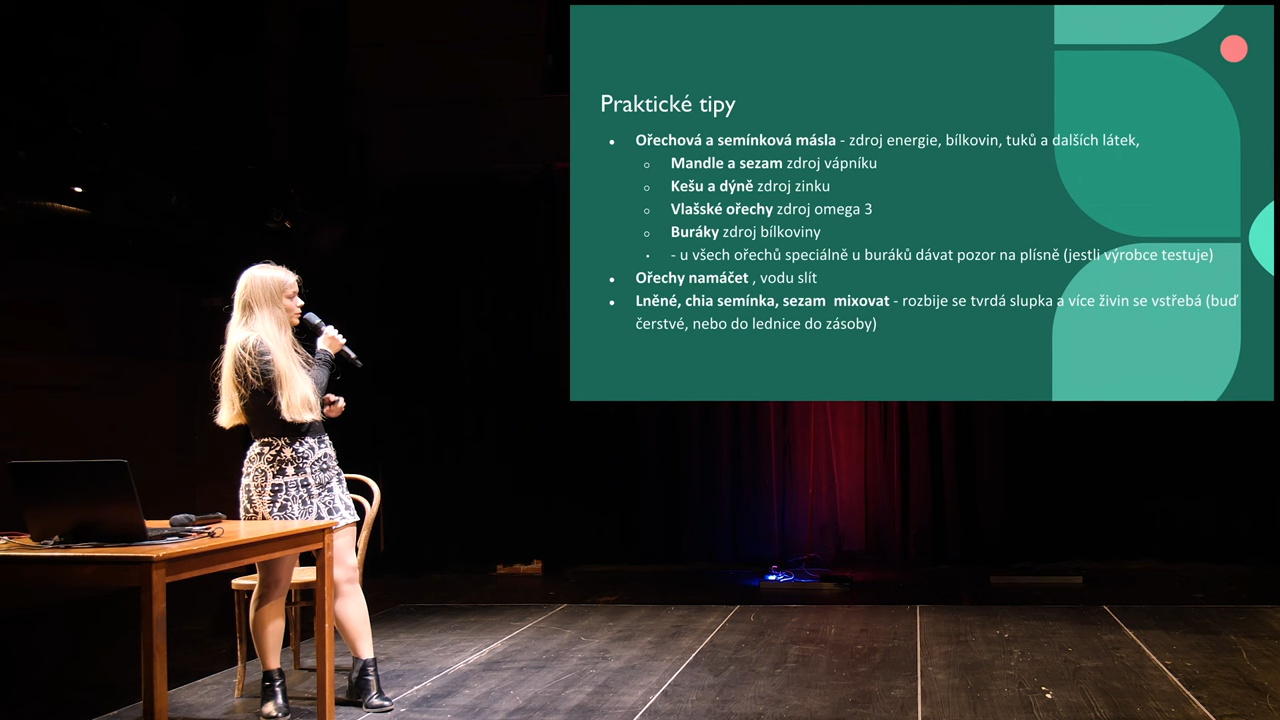 Praktické tipy
Ořechová a semínková másla - zdroj energie, bílkovin, tuků a dalších látek,
Mandle a sezam zdroj vápníku
Kešu a dýně zdroj zinku
Vlašské ořechy zdroj omega 3
Buráky zdroj bílkoviny
- u všech ořechů speciálně u buráků dávat pozor na plísně (jestli výrobce testuje)
Ořechy namáčet , vodu slít
Lněné, chia semínka, sezam mixovat - rozbije se tvrdá slupka a více živin se vstřebá (buď
čerstvé, nebo do lednice do zásoby)